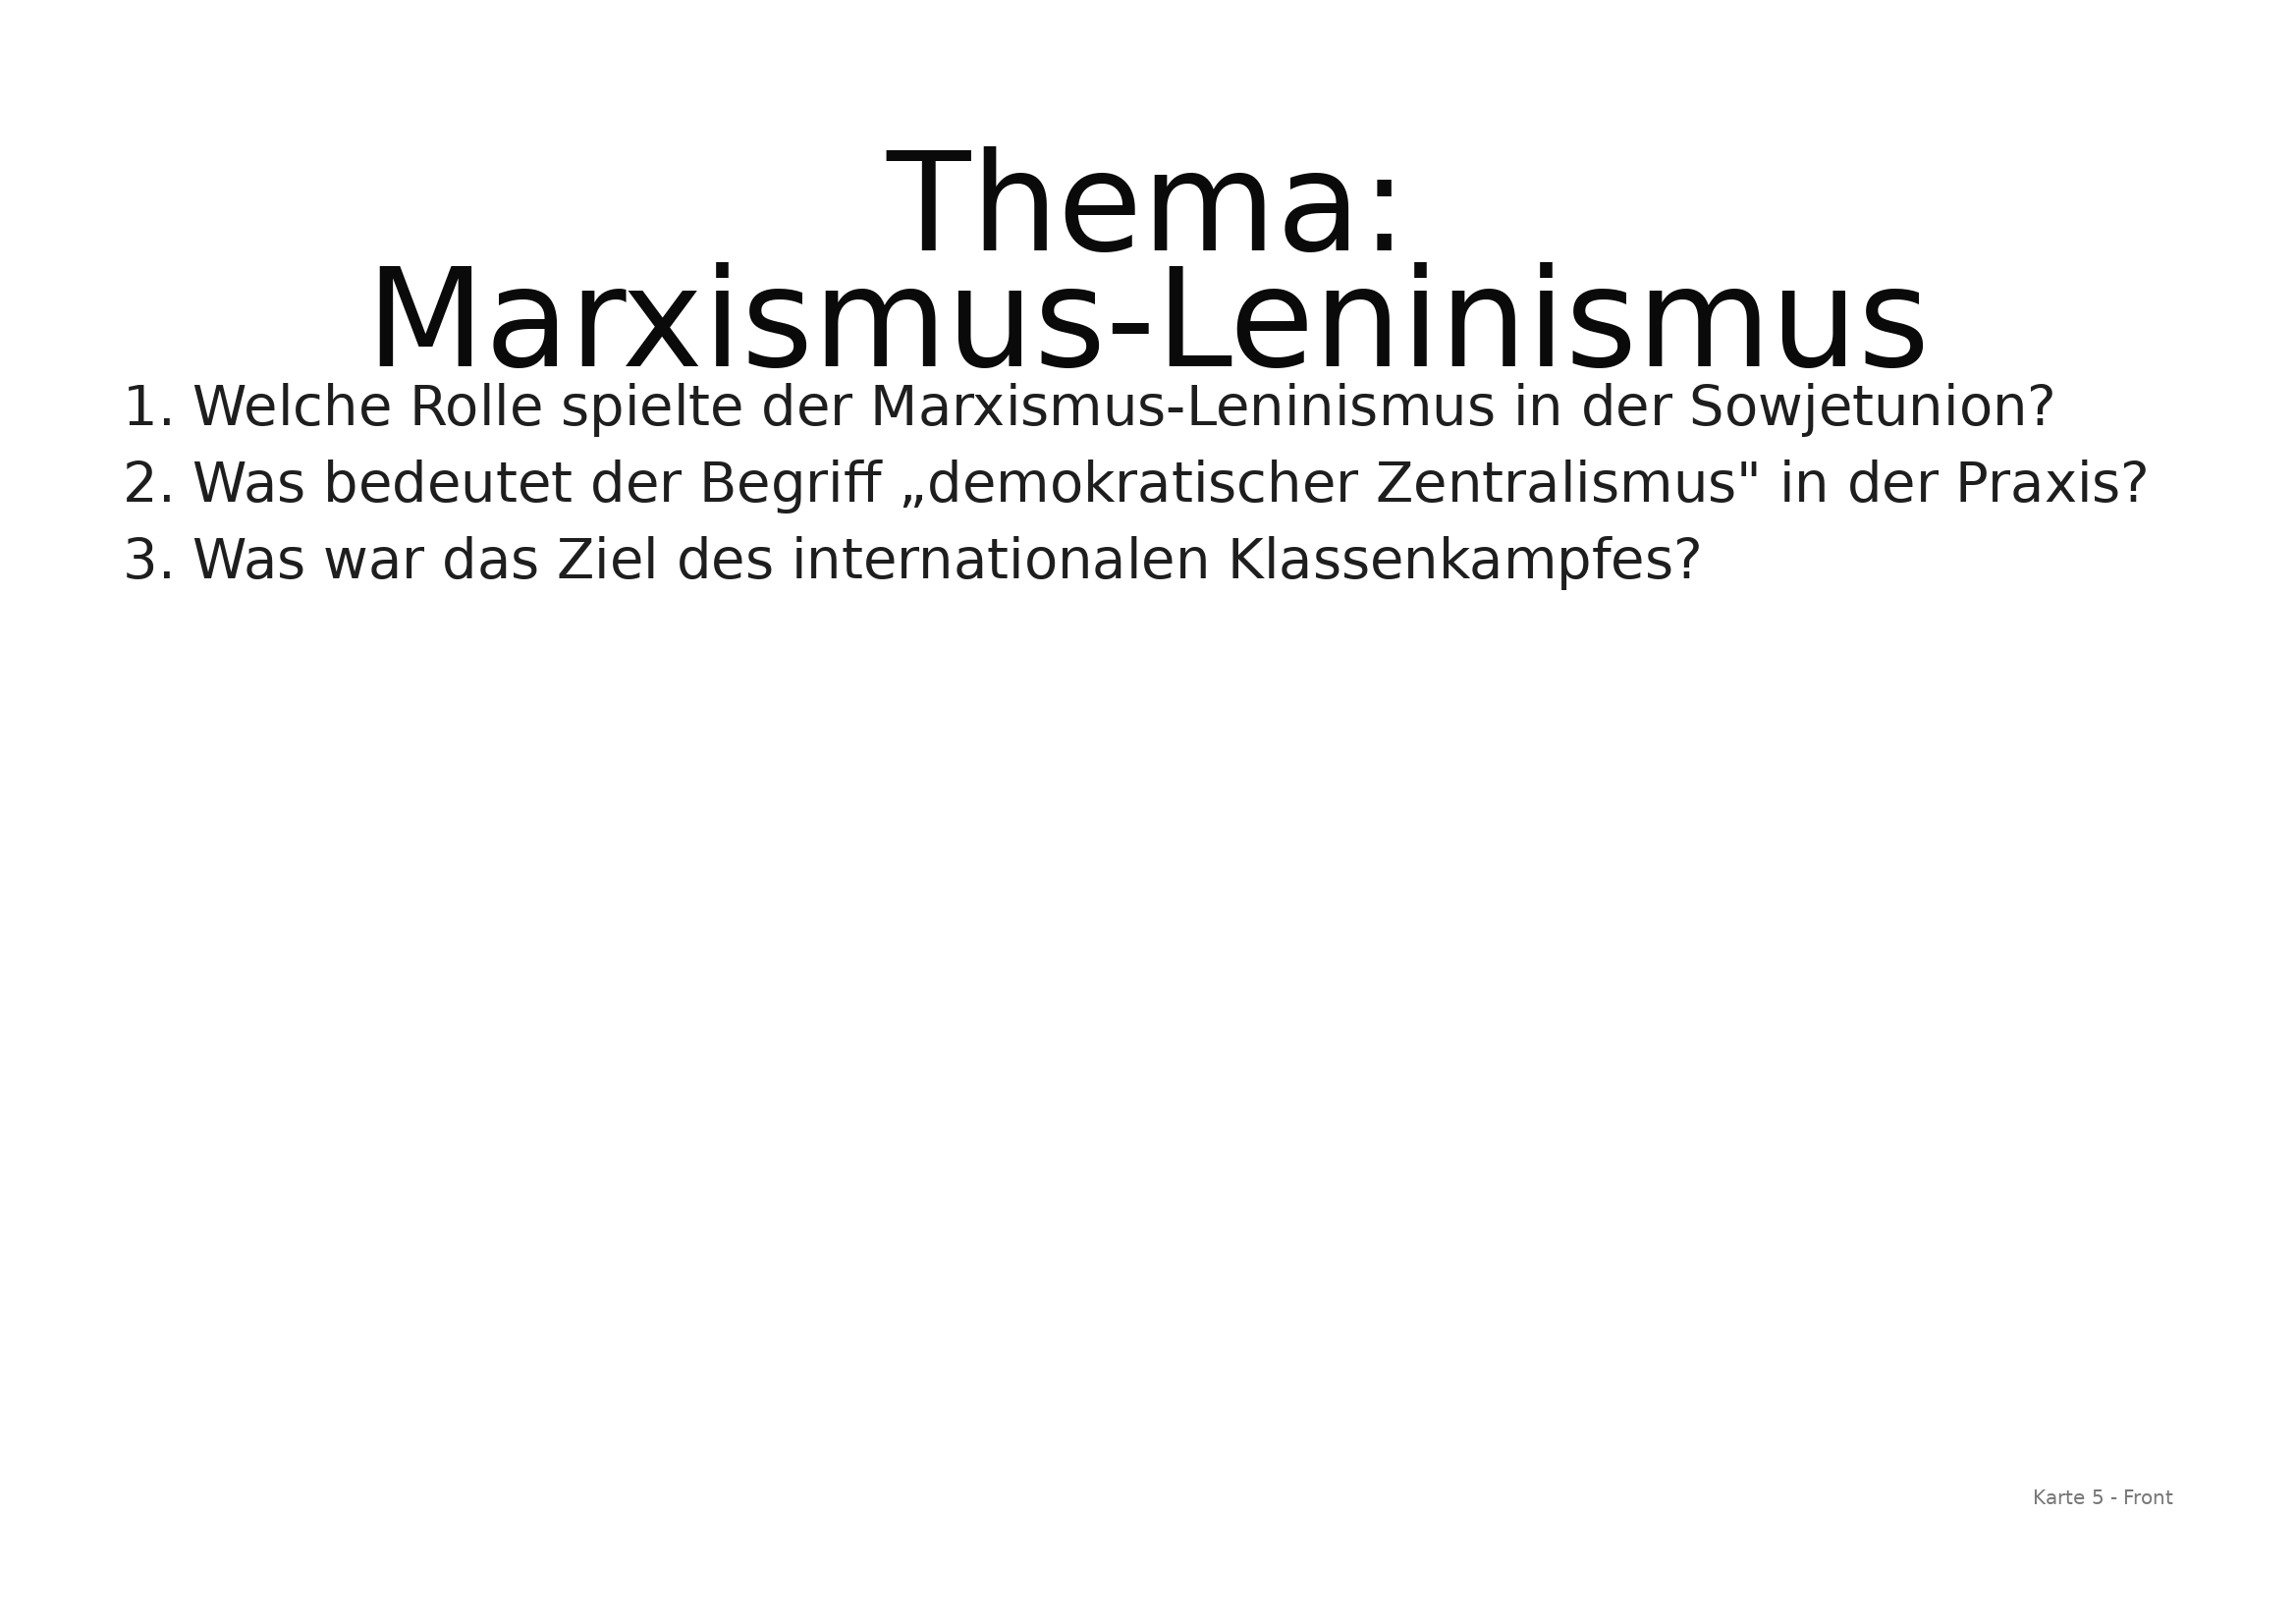 Thema:
Marxismus-Leninismus
1. Welche Rolle spielte der Marxismus-Leninismus in der Sowjetunion?
2. Was bedeutet der Begriff „demokratischer Zentralismus" in der Praxis?
3. Was war das Ziel des internationalen Klassenkampfes?
Karte 5 - Front